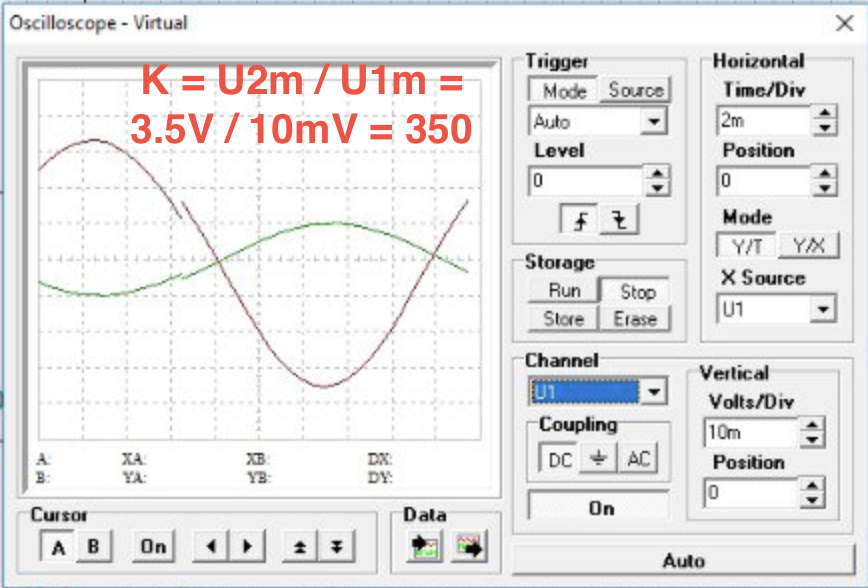 Oscilloscope - Virtual
K = U2m / U1m =
3.5V / 10mV = 350
A: XA: XB: DX:
B: YA: YB: DY:
Cursor
A B On
Data
Trigger
Mode Source
Auto
Level
0
Storage
Run Stop
Store Erase
Horizontal
Time/Div
2m
Position
0
Mode
Y/T Y/X
X Source
U1
Channel
U1
Coupling
DC AC
On
Vertical
Volts/Div
10m
Position
0
Auto